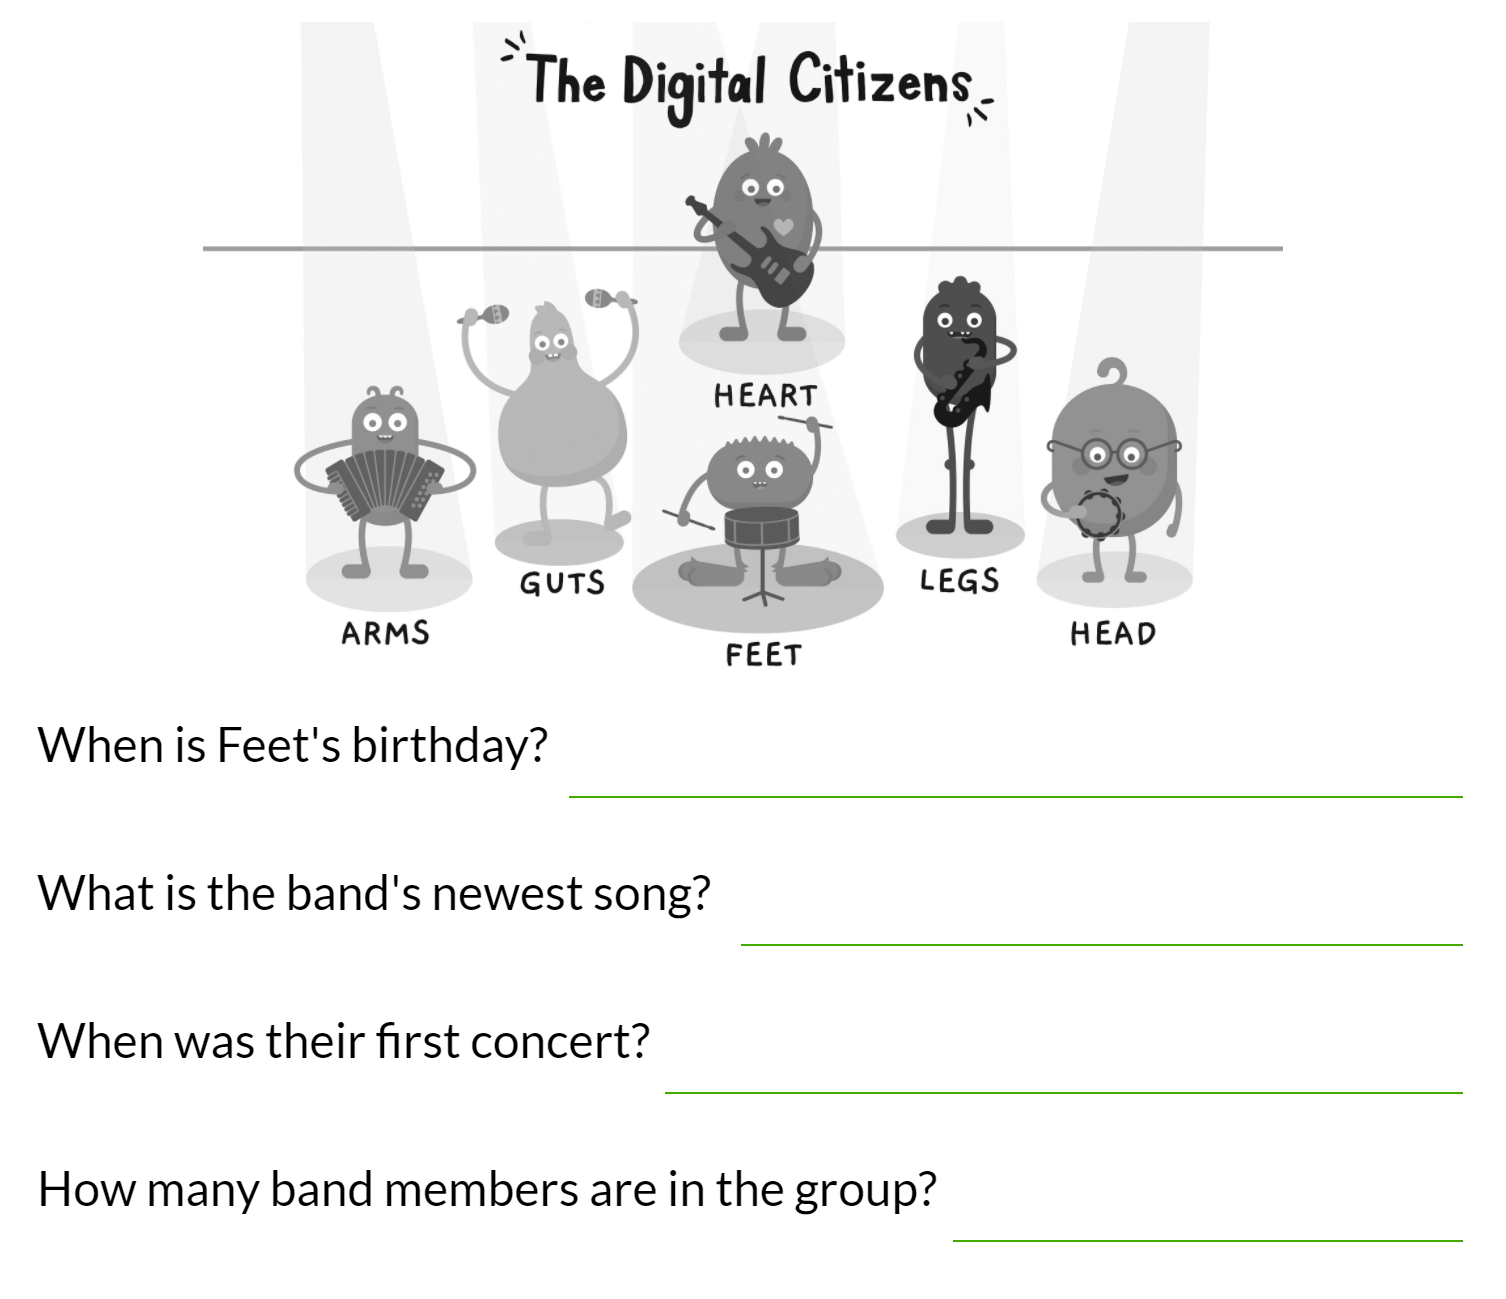 The Digital Citizens
HEART
GUTS
LEGS
ARMS
HEAD
FEET
When is Feet's birthday?
What is the band's newest song?
When was their first concert?
How many band members are in the group?